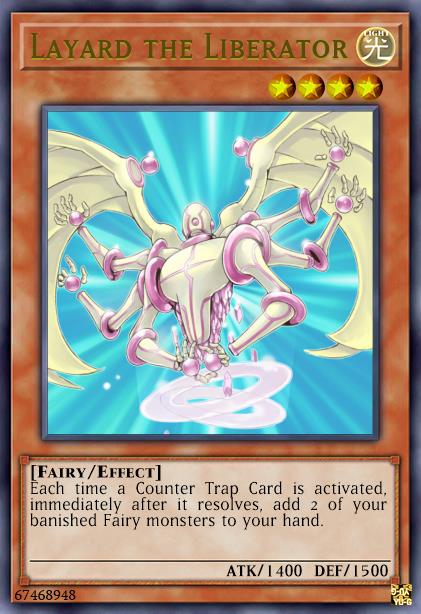 LAYARD THE LIBERATOR
LIGHT
光
[FAIRY/EFFECT]
Each time a Counter Trap Card is activated,
immediately after it resolves, add 2 of your
banished Fairy monsters to your hand.
ATK/1400 DEF/1500
67468948